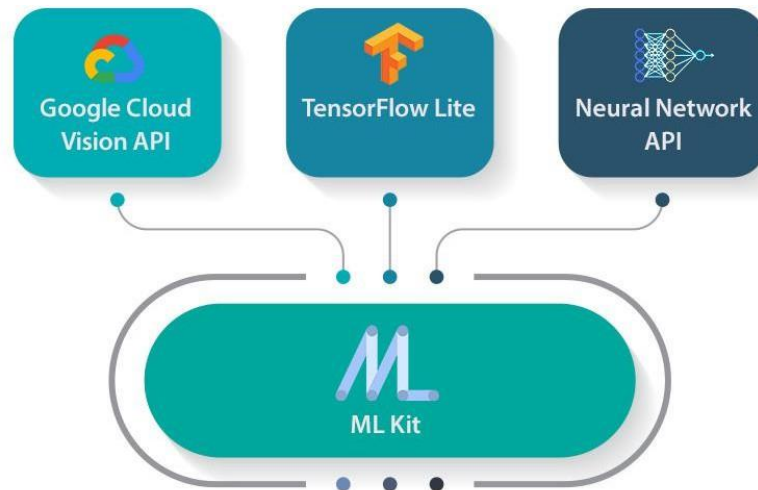 Google Cloud
Vision API
TensorFlow Lite
Neural Network
API
ML Kit